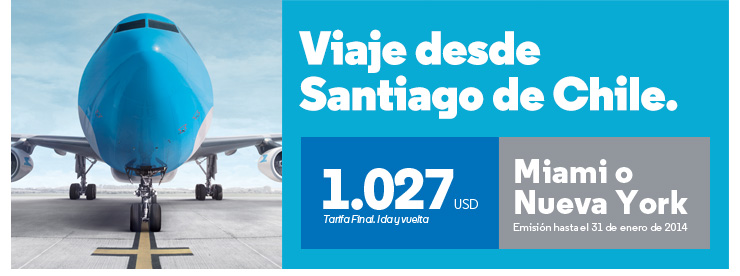 Viaje desde
Santiago de Chile.
1.027 USD
Tarifa Final. Ida y vuelta
Miami o
Nueva York
Emisión hasta el 31 de enero de 2014